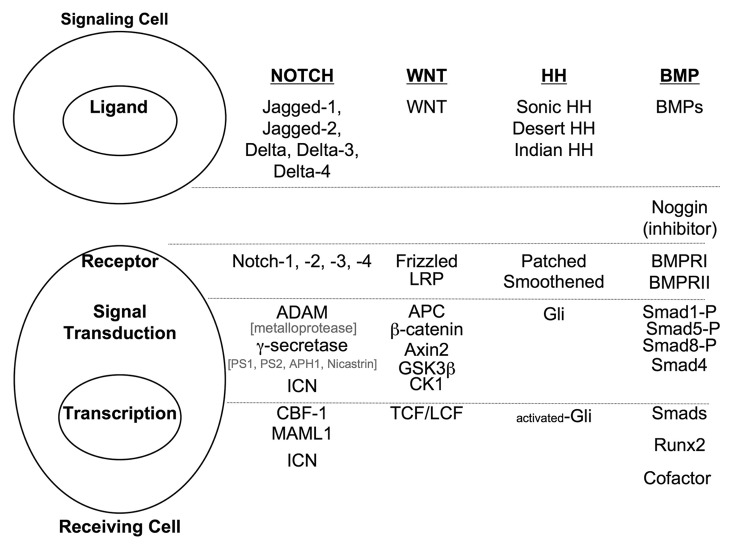 Signaling Cell
NOTCH WNT HH BMP
Ligand Jagged-1, WNT Sonic HH BMPs
Jagged-2, Desert HH
Delta, Delta-3, Indian HH
Delta-4
Noggin
(inhibitor)
Receptor Notch-1, -2, -3, -4 Frizzled Patched BMPRI
LRP Smoothened BMPRII
Signal ADAM APC Gli Smad1-P
Transduction [metalloprotease] β-catenin Smad5-P
γ-secretase Axin2 Smad8-P
[PS1, PS2, APH1, Nicastrin] GSK3β Smad4
ICN CK1
Transcription CBF-1 TCF/LCF activated-Gli Smads
MAML1
Runx2
ICN
Cofactor
Receiving Cell